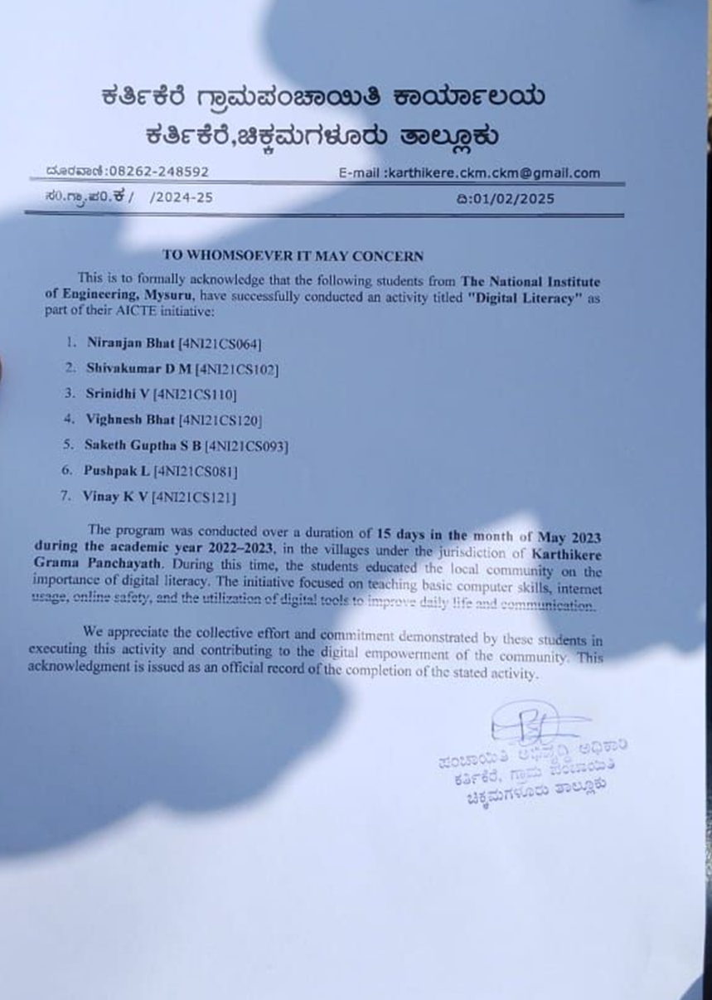 ಕರ್ತಿಕೆರೆ ಗ್ರಾಮಪಂಚಾಯಿತಿ ಕಾರ್ಯಾಲಯ
ಕರ್ತಿಕೆರೆ,ಚಿಕ್ಕಮಗಳೂರು ತಾಲ್ಲೂಕು
ದೂರವಾಣಿ:08262-248592 E-mail :karthikere.ckm.ckm@gmail.com
ಸಂ.ಗ್ರಾ.ಪಂ.ಕ/ /2024-25 ದಿ:01/02/2025
TO WHOMSOEVER IT MAY CONCERN
This is to formally acknowledge that the following students from The National Institute
of Engineering, Mysuru, have successfully conducted an activity titled "Digital Literacy" as
part of their AICTE initiative:
1. Niranjan Bhat [4NI21CS064]
2. Shivakumar D M [4NI21CS102]
3. Srinidhi V [4NI21CS110]
4. Vighnesh Bhat [4NI21CS120]
5. Saketh Guptha S B [4NI21CS093]
6. Pushpak L [4NI21CS081]
7. Vinay K V [4NI21CS121]
The program was conducted over a duration of 15 days in the month of May 2023
during the academic year 2022–2023, in the villages under the jurisdiction of Karthikere
Grama Panchayath. During this time, the students educated the local community on the
importance of digital literacy. The initiative focused on teaching basic computer skills, internet
usage, online safety, and the utilization of digital tools to improve daily life and communication.
We appreciate the collective effort and commitment demonstrated by these students in
executing this activity and contributing to the digital empowerment of the community. This
acknowledgment is issued as an official record of the completion of the stated activity.
ಪಂಚಾಯಿತಿ ಅಭಿವೃದ್ಧಿ ಅಧಿಕಾರಿ
ಕರ್ತಿಕೆರೆ, ಗ್ರಾಮ ಪಂಚಾಯಿತಿ
ಚಿಕ್ಕಮಗಳೂರು ತಾಲ್ಲೂಕು